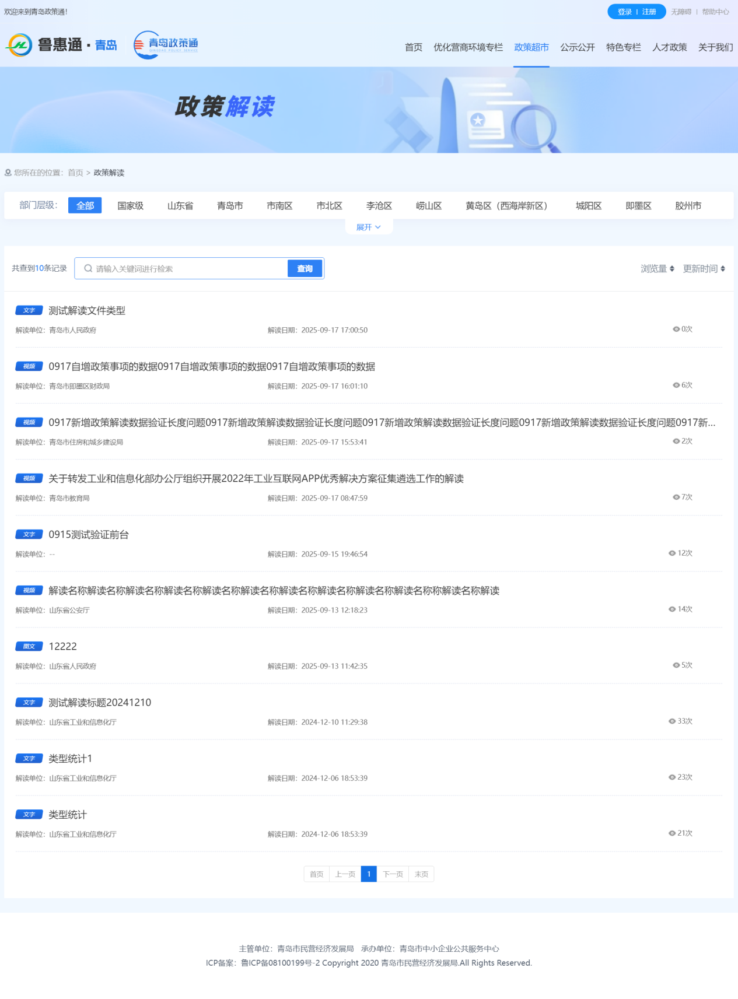 欢迎来到青岛政策通!
登录 | 注册 无障碍 | 帮助中心
鲁惠通·青岛 青岛政策通 QINGDAO POLICY SERVICE
首页 优化营商环境专栏 政策超市 公示公开 特色专栏 人才政策 关于我们
政策解读
您所在的位置：首页 > 政策解读
部门层级： 全部 国家级 山东省 青岛市 市南区 市北区 李沧区 崂山区 黄岛区（西海岸新区） 城阳区 即墨区 胶州市
展开
共查到10条记录 请输入关键词进行检索 查询 浏览量 更新时间
文字 测试解读文件类型
解读单位：青岛市人民政府 解读日期：2025-09-17 17:00:50 0次
视频 0917自增政策事项的数据0917自增政策事项的数据0917自增政策事项的数据
解读单位：青岛市即墨区财政局 解读日期：2025-09-17 16:01:10 6次
视频 0917新增政策解读数据验证长度问题0917新增政策解读数据验证长度问题0917新增政策解读数据验证长度问题0917新增政策解读数据验证长度问题0917新...
解读单位：青岛市住房和城乡建设局 解读日期：2025-09-17 15:53:41 2次
视频 关于转发工业和信息化部办公厅组织开展2022年工业互联网APP优秀解决方案征集遴选工作的解读
解读单位：青岛市教育局 解读日期：2025-09-17 08:47:59 7次
文字 0915测试验证前台
解读单位：-- 解读日期：2025-09-15 19:46:54 12次
视频 解读名称解读名称解读名称解读名称解读名称解读名称解读名称解读名称解读名称解读名称称解读名称解读
解读单位：山东省公安厅 解读日期：2025-09-13 12:18:23 14次
图文 12222
解读单位：山东省人民政府 解读日期：2025-09-13 11:42:35 5次
文字 测试解读标题20241210
解读单位：山东省工业和信息化厅 解读日期：2024-12-10 11:29:38 33次
文字 类型统计1
解读单位：山东省工业和信息化厅 解读日期：2024-12-06 18:53:39 23次
文字 类型统计
解读单位：山东省工业和信息化厅 解读日期：2024-12-06 18:53:39 21次
首页 上一页 1 下一页 末页
主管单位：青岛市民营经济发展局 承办单位：青岛市中小企业公共服务中心
ICP备案：鲁ICP备08100199号-2 Copyright 2020 青岛市民营经济发展局.All Rights Reserved.